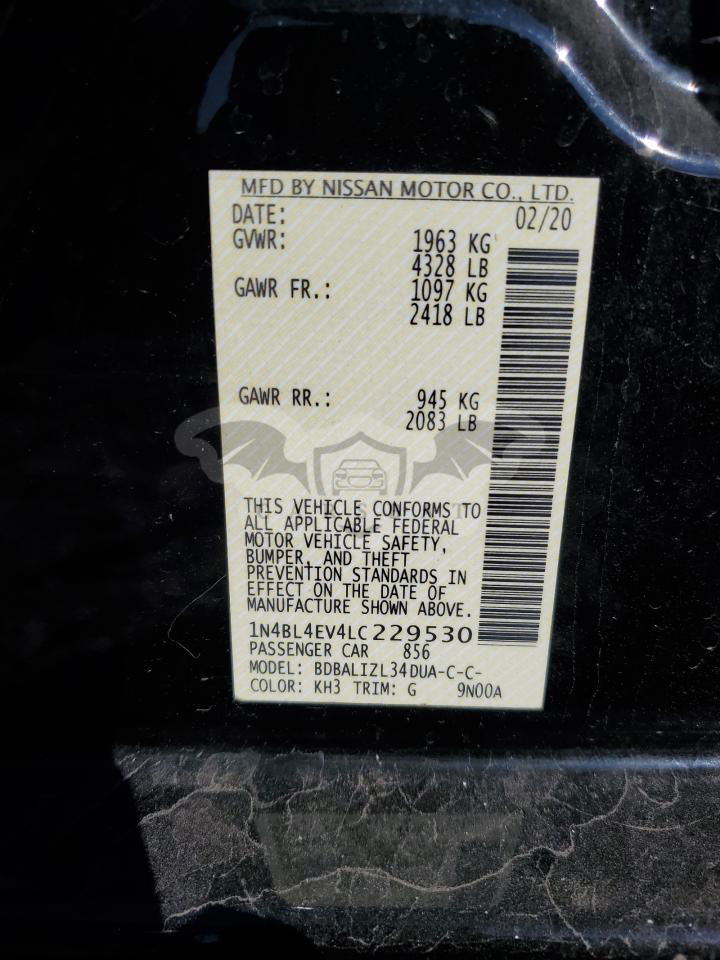 MFD BY NISSAN MOTOR CO., LTD.
DATE: 02/20
GVWR: 1963 KG
4328 LB
GAWR FR.: 1097 KG
2418 LB
GAWR RR.: 945 KG
2083 LB
THIS VEHICLE CONFORMS TO
ALL APPLICABLE FEDERAL
MOTOR VEHICLE SAFETY,
BUMPER, AND THEFT
PREVENTION STANDARDS IN
EFFECT ON THE DATE OF
MANUFACTURE SHOWN ABOVE.
1N4BL4EV4LC229530
PASSENGER CAR 856
MODEL: BDBALIZL34DUA-C-C-
COLOR: KH3 TRIM: G 9N00A